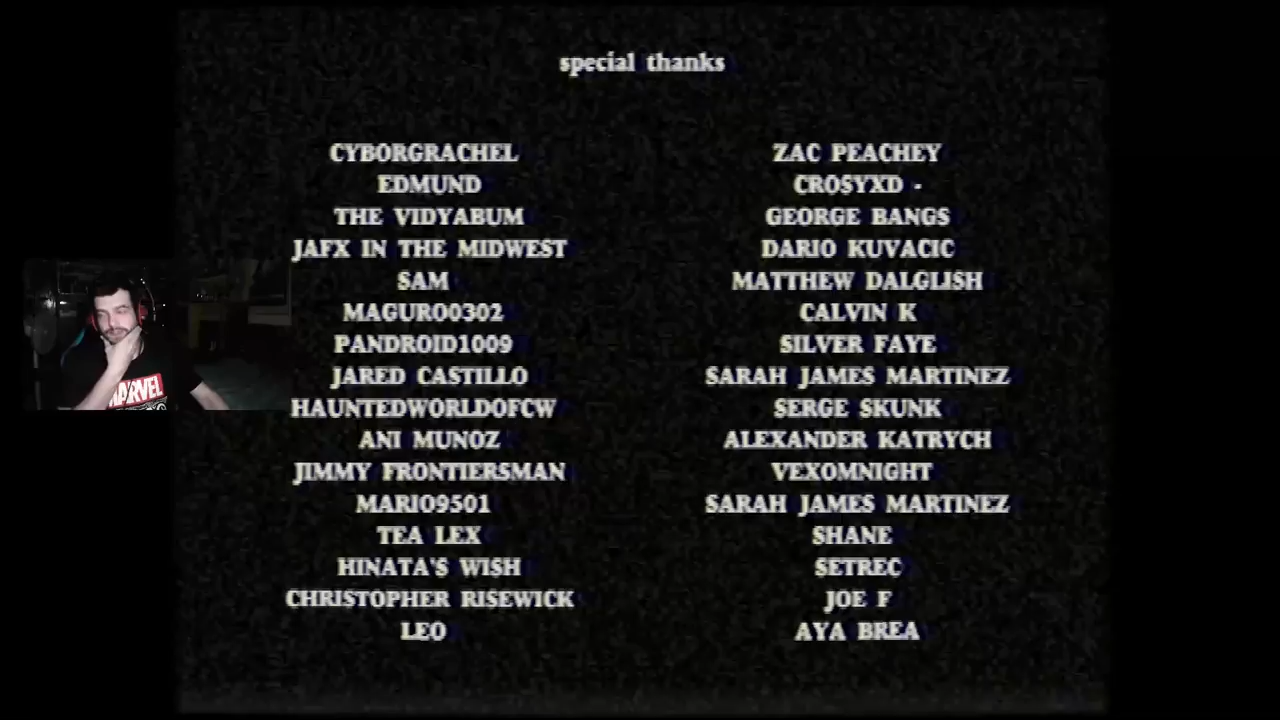 special thanks
CYBORGRACHEL
EDMUND
THE VIDYABUM
JAFX IN THE MIDWEST
SAM
MAGURO0302
PANDROID1009
JARED CASTILLO
HAUNTEDWORLDOFCW
ANI MUNOZ
JIMMY FRONTIERSMAN
MARIO9501
TEA LEX
HINATA'S WISH
CHRISTOPHER RISEWICK
LEO
ZAC PEACHEY
CROSYXD -
GEORGE BANGS
DARIO KUVACIC
MATTHEW DALGLISH
CALVIN K
SILVER FAYE
SARAH JAMES MARTINEZ
SERGE SKUNK
ALEXANDER KATRYCH
VEXOMNIGHT
SARAH JAMES MARTINEZ
SHANE
SETREC
JOE F
AYA BREA
MARVEL